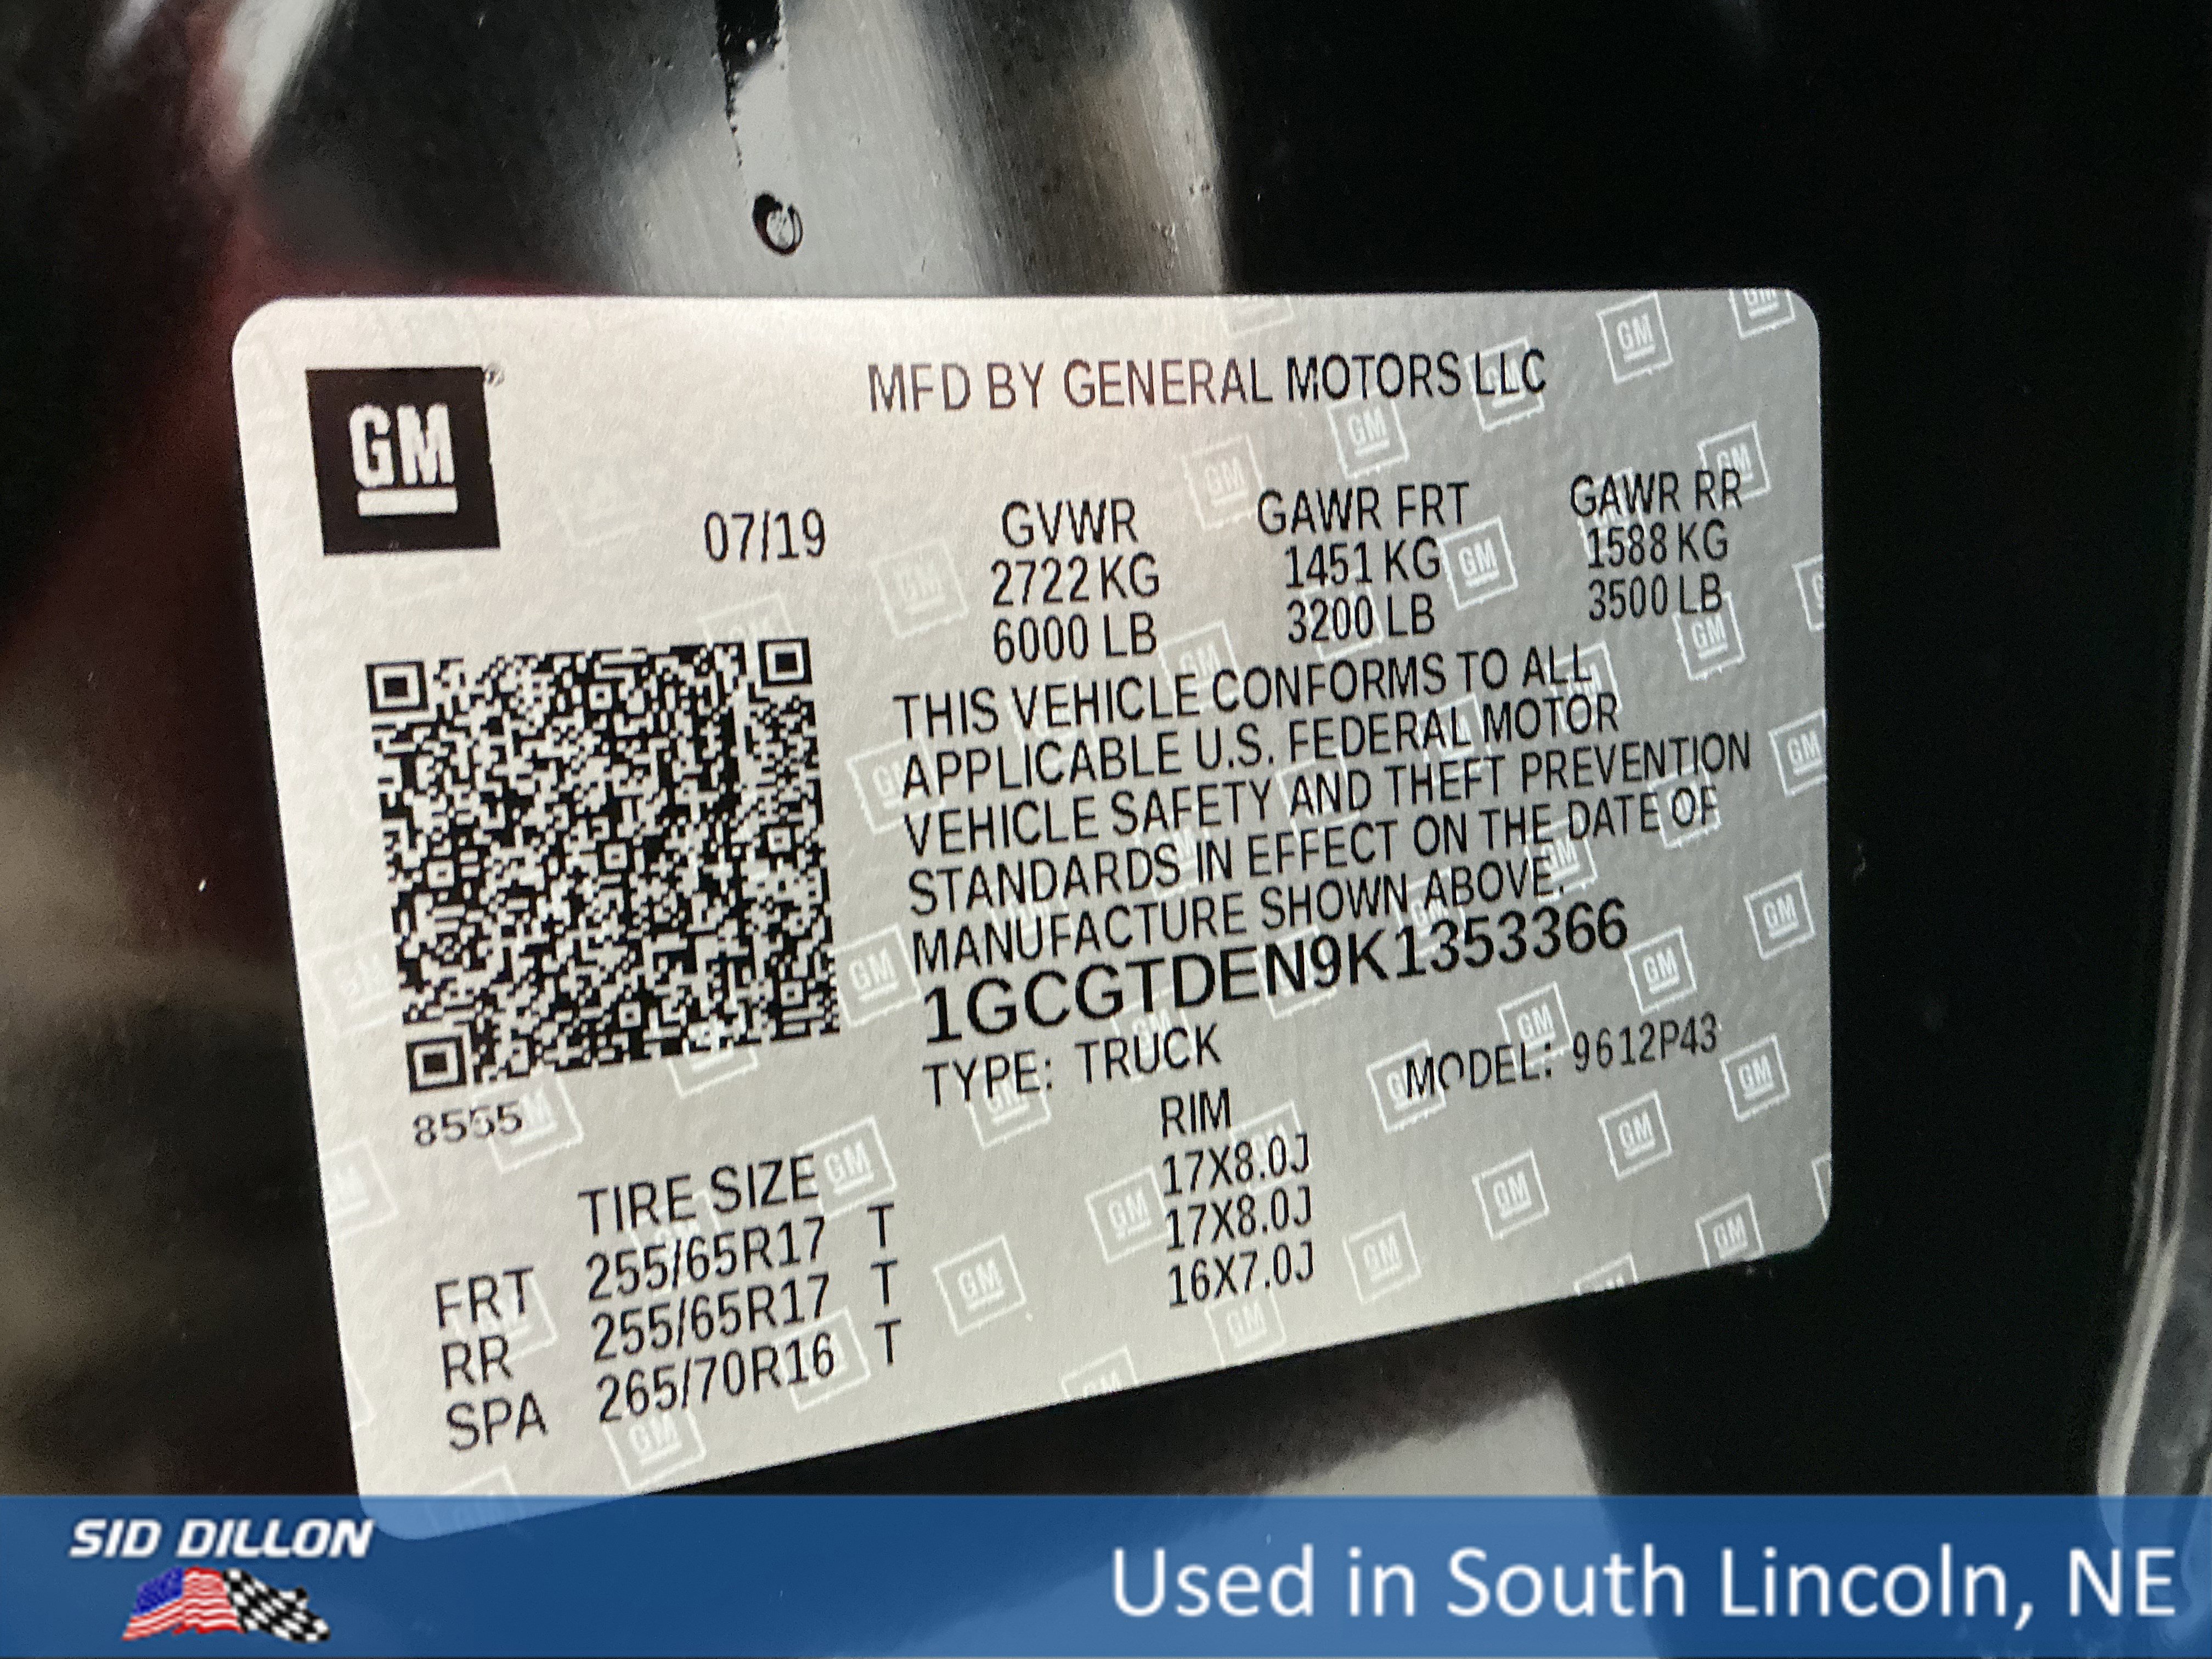 GM
MFD BY GENERAL MOTORS LLC
07/19
GVWR GAWR FRT GAWR RR
2722 KG 1451 KG 1588 KG
6000 LB 3200 LB 3500 LB
THIS VEHICLE CONFORMS TO ALL
APPLICABLE U.S. FEDERAL MOTOR
VEHICLE SAFETY AND THEFT PREVENTION
STANDARDS IN EFFECT ON THE DATE OF
MANUFACTURE SHOWN ABOVE.
1GCGTDEN9K1353366
TYPE: TRUCK MODEL: 9612P43
8555
TIRE SIZE RIM
FRT 255/65R17 T 17X8.0J
RR 255/65R17 T 17X8.0J
SPA 265/70R16 T 16X7.0J
SID DILLON
Used in South Lincoln, NE